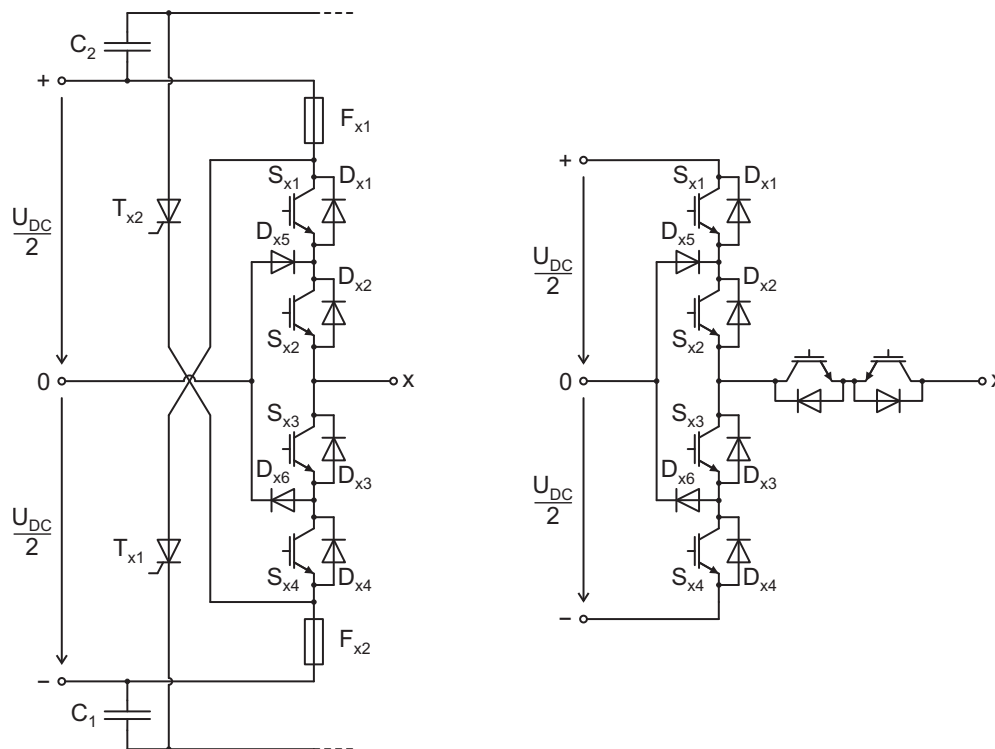 C2
+
Fx1
Sx1
Dx1
Tx2
UDC
2
Dx5
Dx2
Sx2
0
x
Sx3
Dx6
Dx3
UDC
2
Tx1
Sx4
Dx4
Fx2
−
C1
+
Sx1
Dx1
Dx5
UDC
2
Dx2
Sx2
0
x
Sx3
Dx6
Dx3
UDC
2
Sx4
Dx4
−